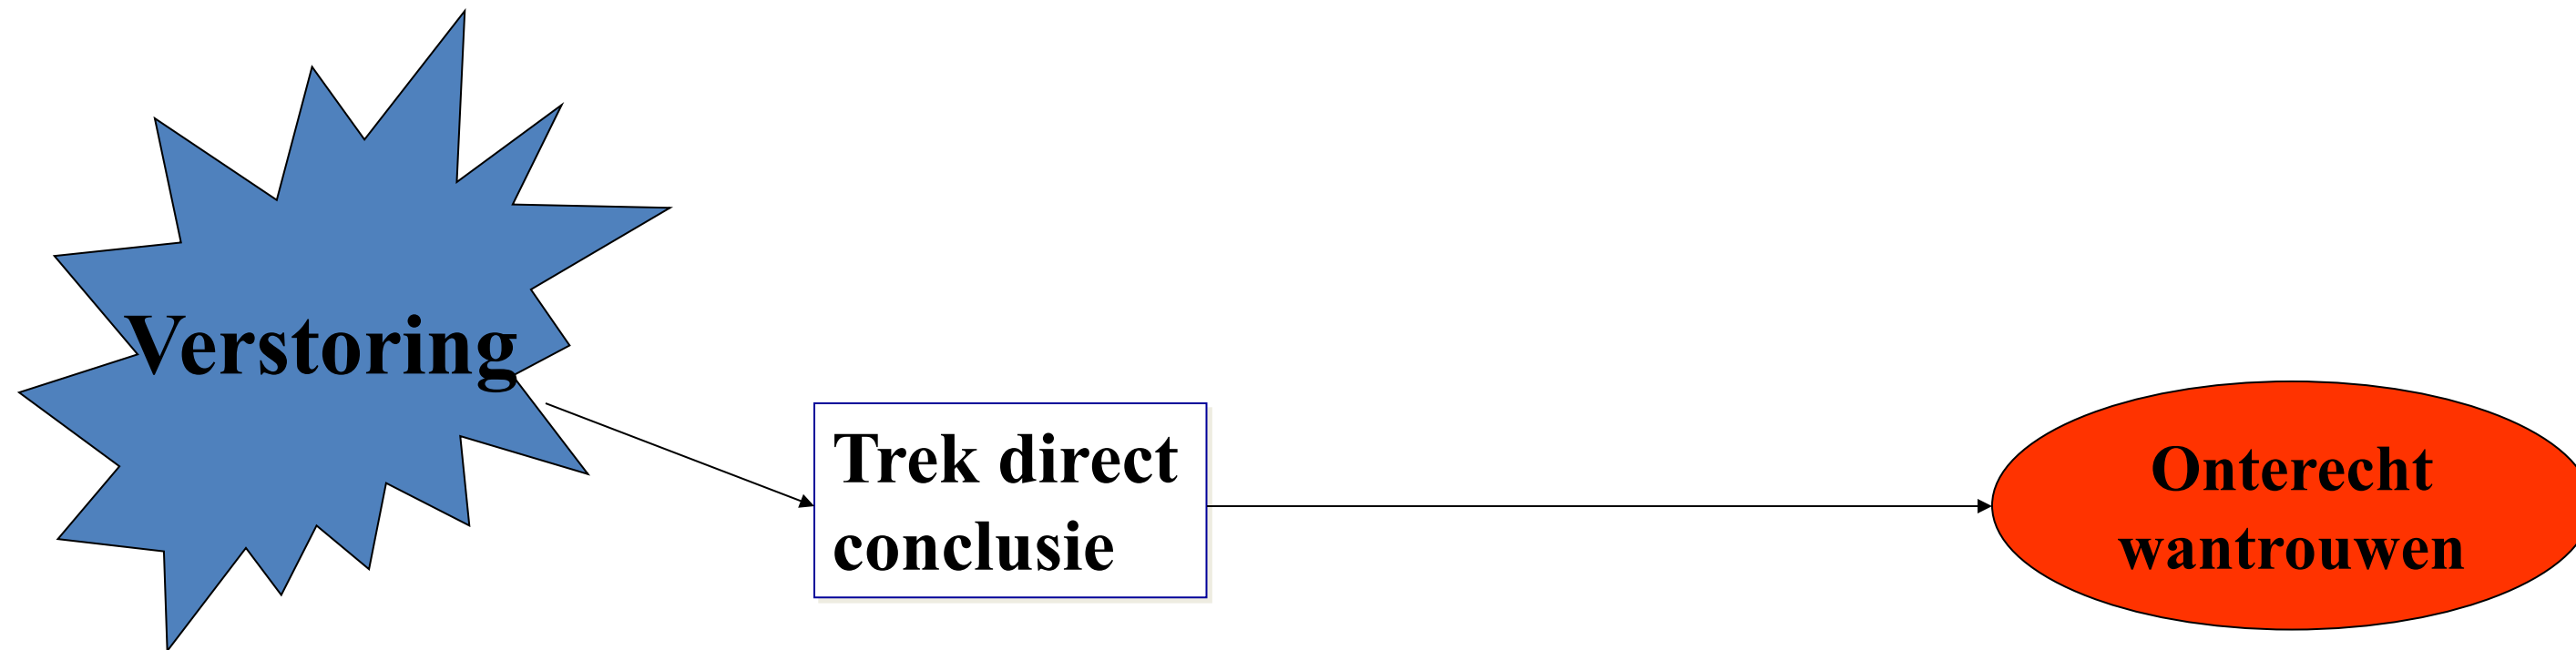 Verstoring
Trek direct
conclusie
Onterecht
wantrouwen